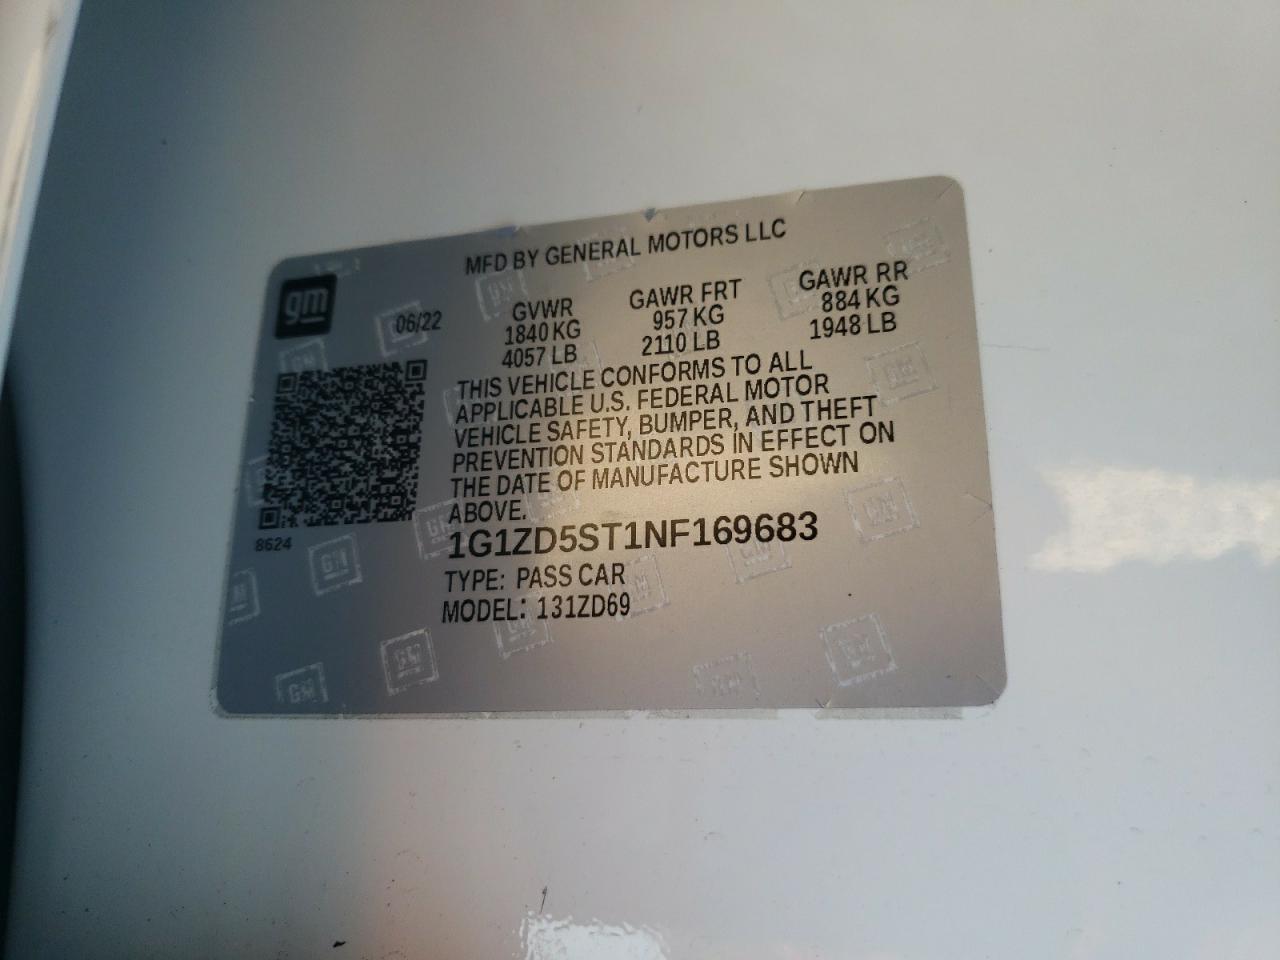 MFD BY GENERAL MOTORS LLC
gm
06/22
GVWR GAWR FRT GAWR RR
1840 KG 957 KG 884 KG
4057 LB 2110 LB 1948 LB
THIS VEHICLE CONFORMS TO ALL
APPLICABLE U.S. FEDERAL MOTOR
VEHICLE SAFETY, BUMPER, AND THEFT
PREVENTION STANDARDS IN EFFECT ON
THE DATE OF MANUFACTURE SHOWN
ABOVE.
8624
1G1ZD5ST1NF169683
TYPE: PASS CAR
MODEL: 131ZD69